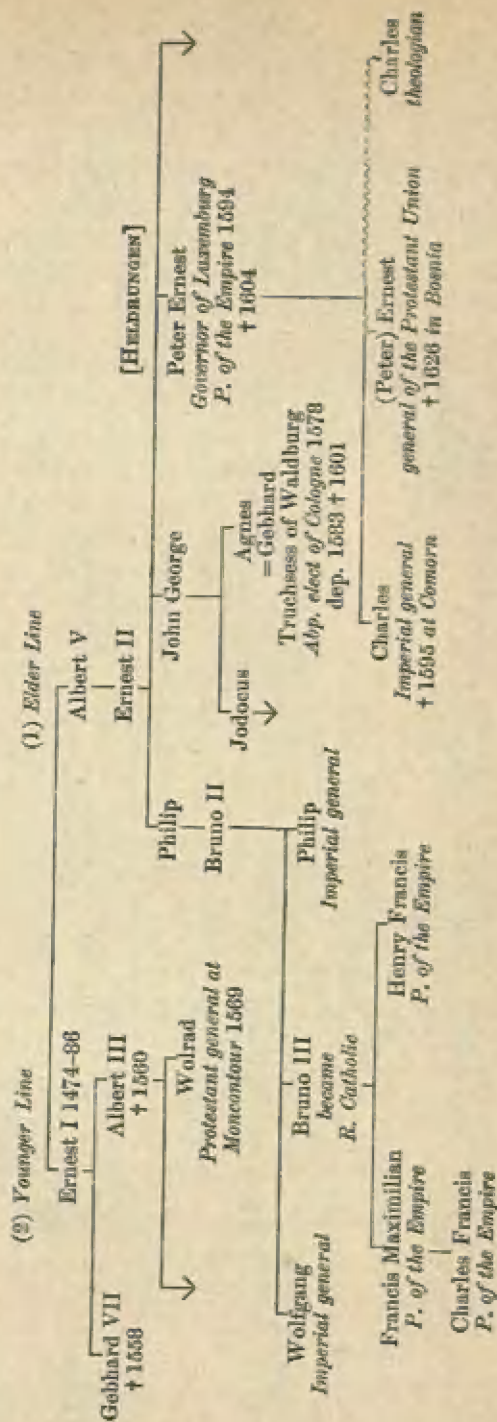 (2) Younger Line
(1) Elder Line
Ernest I 1474–86
Albert V
Gebhard VII
† 1558
Albert III
† 1560
Ernest II
Wolrad
Protestant general at
Moncontour 1569
Philip
John George
[HELDRUNGEN]
Peter Ernest
Governor of Luxemburg
P. of the Empire 1594
† 1604
Bruno II
Jodocus
Agnes
=Gebhard
Truchsess of Waldburg
Abp. elect of Cologne 1578
dep. 1583 † 1601
Wolfgang
Imperial general
Bruno III
became
R. Catholic
Philip
Imperial general
Charles
Imperial general
† 1595 at Comorn
(Peter) Ernest
general of the Protestant Union
† 1626 in Bosnia
Charles
theologian
Francis Maximilian
P. of the Empire
Henry Francis
P. of the Empire
Charles Francis
P. of the Empire